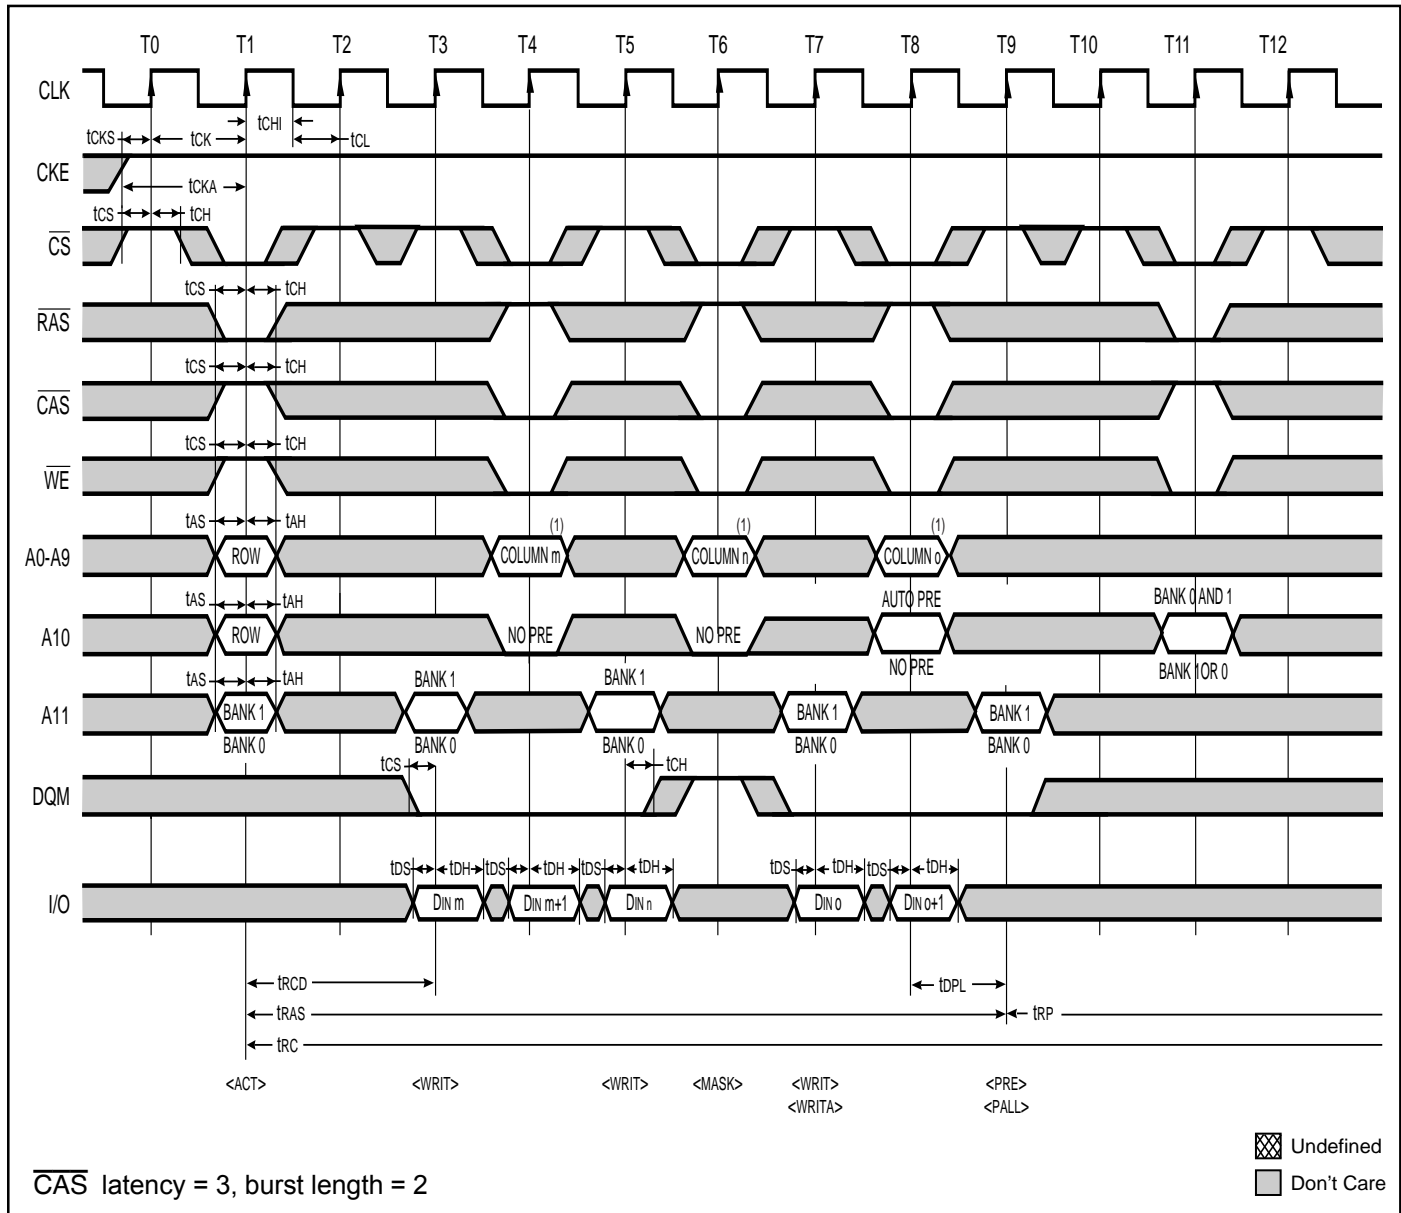 T0 T1 T2 T3 T4 T5 T6 T7 T8 T9 T10 T11 T12
CLK
tCHI
tCKS tCK tCL
CKE
tCKA
tCS tCH
CS
tCS tCH
RAS
tCS tCH
CAS
tCS tCH
WE
tAS tAH (1) (1) (1)
A0-A9 ROW COLUMN m COLUMN n COLUMN o
tAS tAH AUTO PRE BANK 0 AND 1
A10 ROW NO PRE NO PRE
NO PRE BANK 1 OR 0
tAS tAH BANK 1 BANK 1
A11 BANK 1 BANK 1 BANK 1
BANK 0 BANK 0 BANK 0 BANK 0 BANK 0
tCS tCH
DQM
tDS tDH tDS tDH tDS tDH tDS tDH tDS tDH
I/O DIN m DIN m+1 DIN n DIN o DIN o+1
tRCD tDPL
tRAS tRP
tRC
<ACT> <WRIT> <WRIT> <MASK> <WRIT> <PRE>
<WRITA> <PALL>
Undefined
CAS latency = 3, burst length = 2
Don't Care